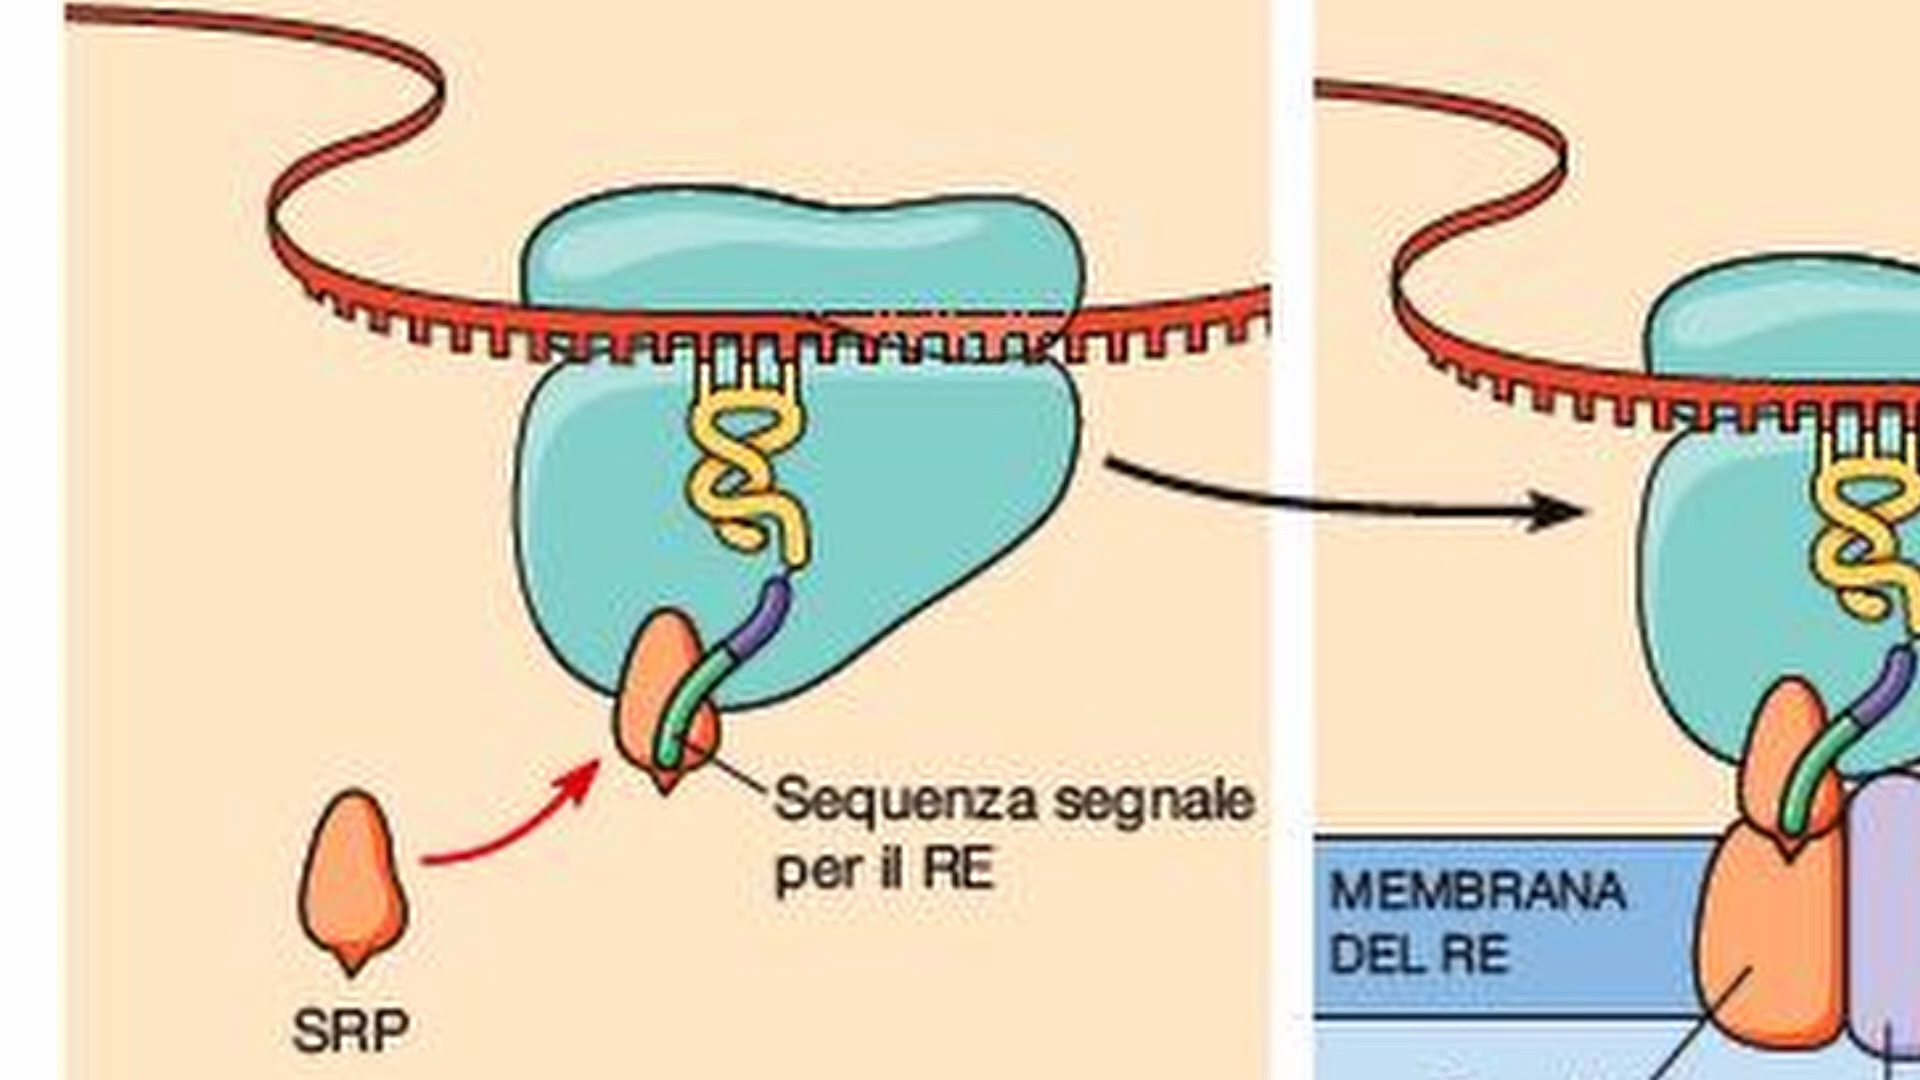 Sequenza segnale
per il RE
SRP
MEMBRANA
DEL RE